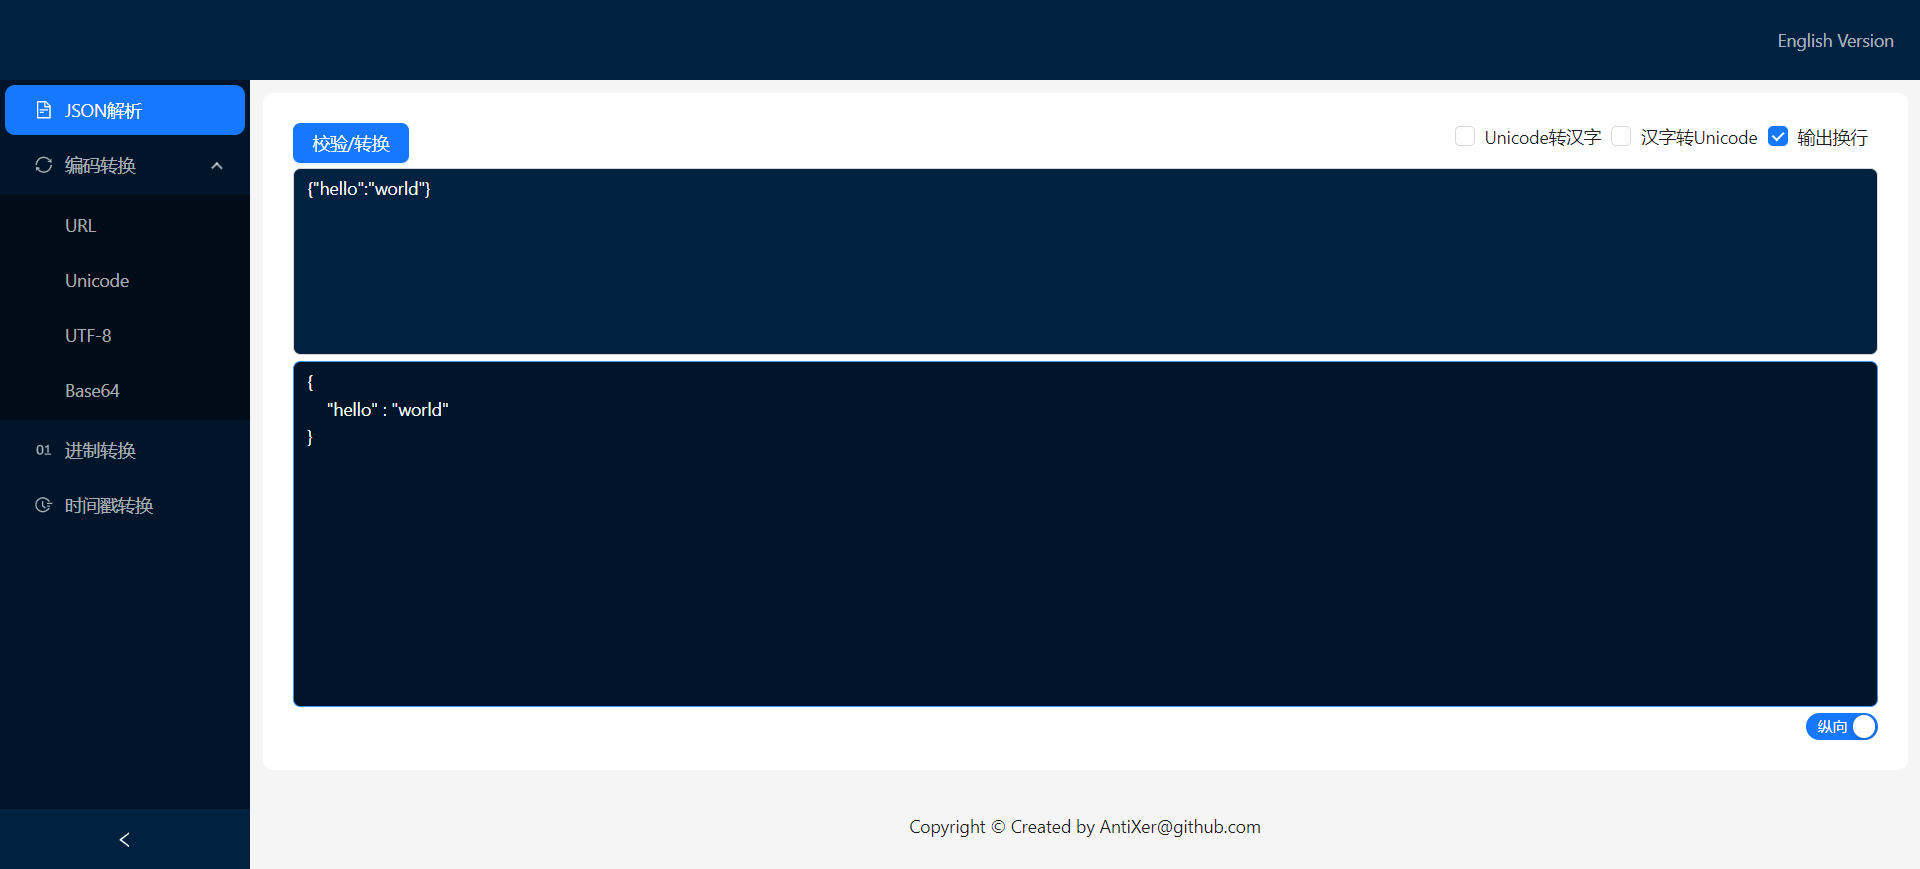 English Version
JSON解析
编码转换
URL
Unicode
UTF-8
Base64
01 进制转换
时间戳转换
校验/转换
Unicode转汉字 汉字转Unicode 输出换行
{"hello":"world"}
{
"hello" : "world"
}
纵向
Copyright © Created by AntiXer@github.com